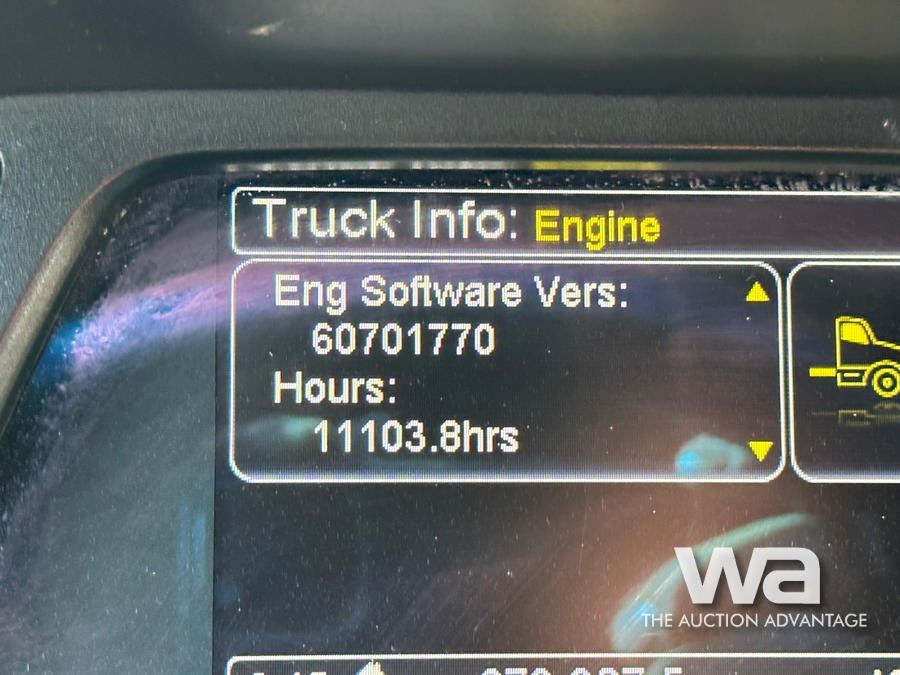 Truck Info: Engine
Eng Software Vers:
60701770
Hours:
11103.8hrs
wa
THE AUCTION ADVANTAGE